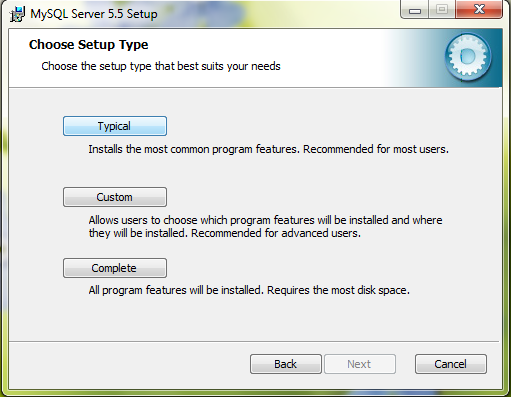 MySQL Server 5.5 Setup
Choose Setup Type
Choose the setup type that best suits your needs
Typical
Installs the most common program features. Recommended for most users.
Custom
Allows users to choose which program features will be installed and where
they will be installed. Recommended for advanced users.
Complete
All program features will be installed. Requires the most disk space.
Back
Next
Cancel